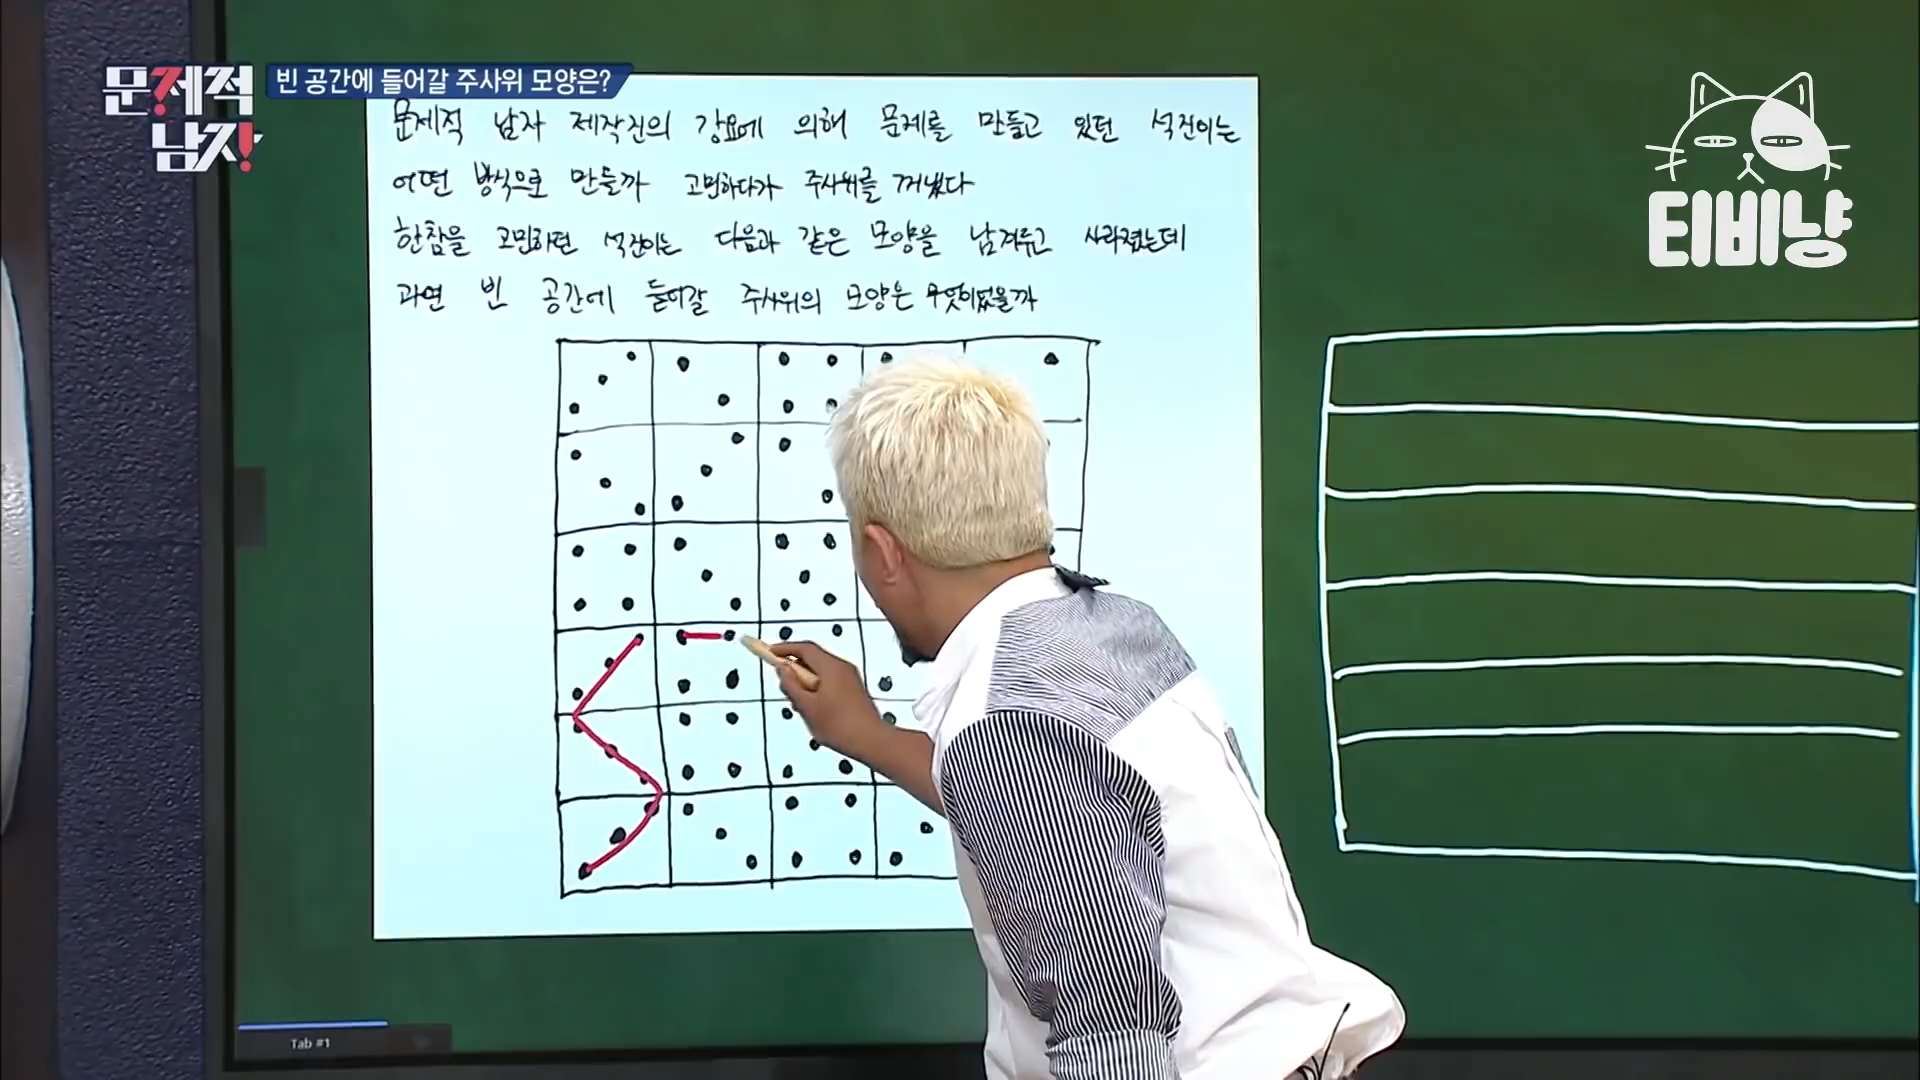 문제적
남자
빈 공간에 들어갈 주사위 모양은?
티비냥
문제적 남자 제작진의 강요에 의해 문제를 만들고 있던 석진이는
어떤 방식으로 만들까 고민하다가 주사위를 꺼냈다
한참을 고민하던 석진이는 다음과 같은 모양을 남겨두고 사라졌는데
과연 빈 공간에 들어갈 주사위의 모양은 무엇이었을까
Tab #1